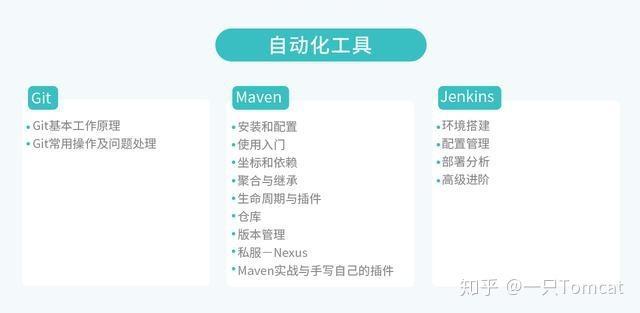 自动化工具
Git
Git基本工作原理
Git常用操作及问题处理
Maven
安装和配置
使用入门
坐标和依赖
聚合与继承
生命周期与插件
仓库
版本管理
私服－Nexus
Maven实战与手写自己的插件
Jenkins
环境搭建
配置管理
部署分析
高级进阶
知乎 @一只Tomcat